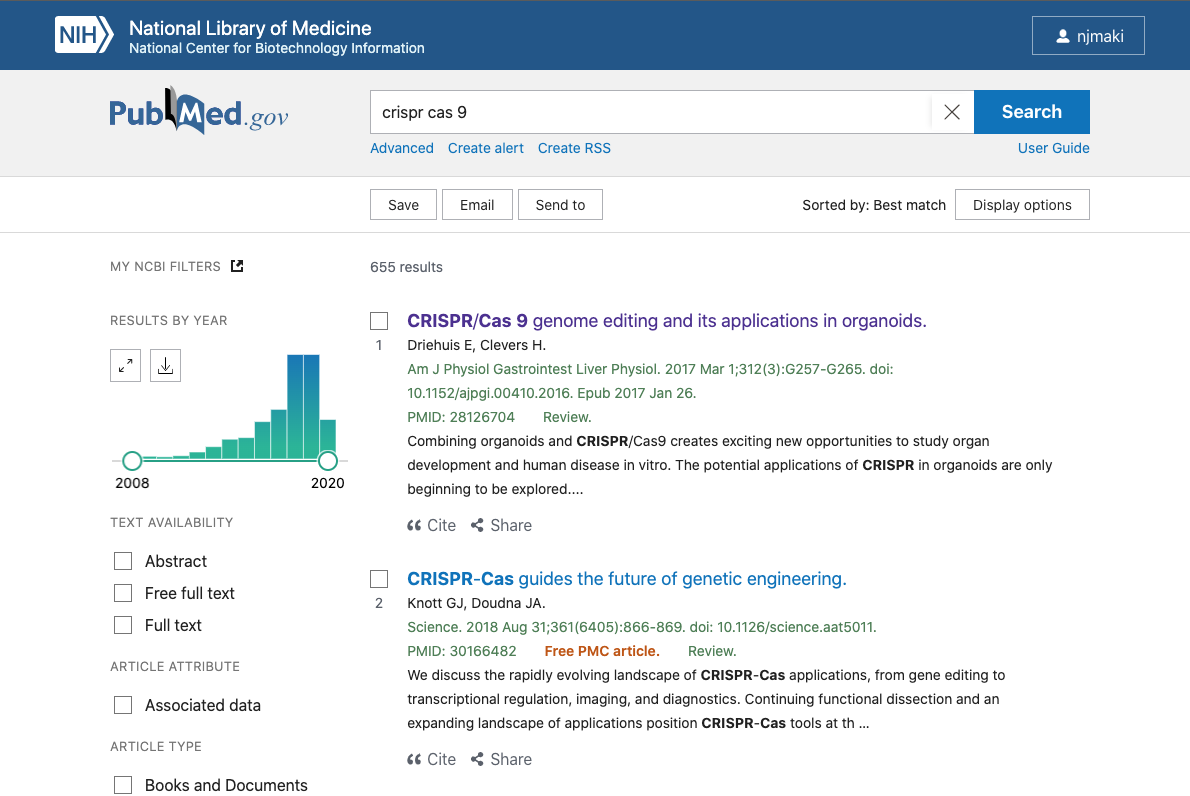 NIH
National Library of Medicine
National Center for Biotechnology Information
njmaki
PubMed.gov
crispr cas 9
Search
Advanced Create alert Create RSS
User Guide
Save Email Send to
Sorted by: Best match Display options
MY NCBI FILTERS
RESULTS BY YEAR
2008 2020
TEXT AVAILABILITY
Abstract
Free full text
Full text
ARTICLE ATTRIBUTE
Associated data
ARTICLE TYPE
Books and Documents
655 results
CRISPR/Cas 9 genome editing and its applications in organoids.
1 Driehuis E, Clevers H.
Am J Physiol Gastrointest Liver Physiol. 2017 Mar 1;312(3):G257-G265. doi:
10.1152/ajpgi.00410.2016. Epub 2017 Jan 26.
PMID: 28126704 Review.
Combining organoids and CRISPR/Cas9 creates exciting new opportunities to study organ
development and human disease in vitro. The potential applications of CRISPR in organoids are only
beginning to be explored....
Cite Share
CRISPR-Cas guides the future of genetic engineering.
2 Knott GJ, Doudna JA.
Science. 2018 Aug 31;361(6405):866-869. doi: 10.1126/science.aat5011.
PMID: 30166482 Free PMC article. Review.
We discuss the rapidly evolving landscape of CRISPR-Cas applications, from gene editing to
transcriptional regulation, imaging, and diagnostics. Continuing functional dissection and an
expanding landscape of applications position CRISPR-Cas tools at th ...
Cite Share